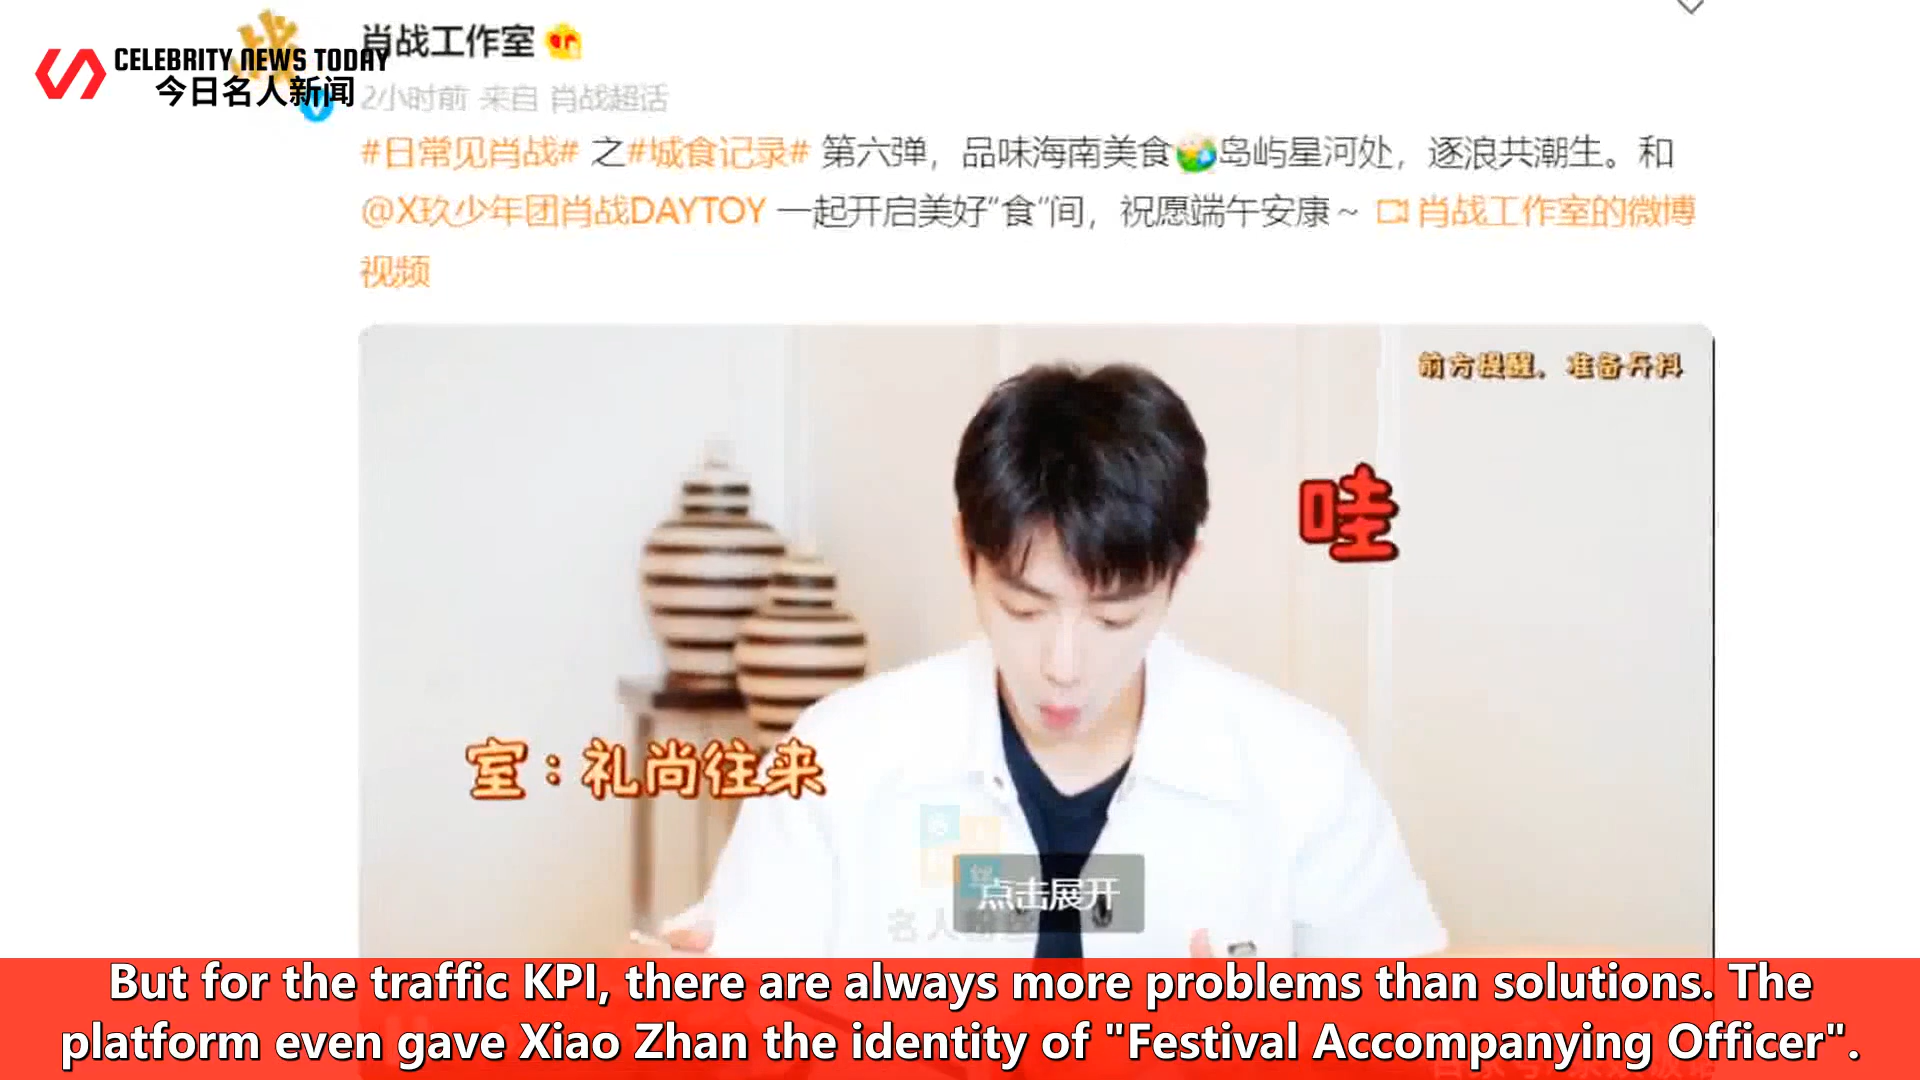 肖战工作室
CELEBRITY NEWS TODAY
今日名人新闻
2小时前 来自 肖战超话
#日常见肖战# 之#城食记录# 第六弹，品味海南美食岛屿星河处，逐浪共潮生。和
@X玖少年团肖战DAYTOY 一起开启美好“食”间，祝愿端午安康～ 肖战工作室的微博
视频
前方提醒，准备开抖
哇
室：礼尚往来
点击展开
But for the traffic KPI, there are always more problems than solutions. The
platform even gave Xiao Zhan the identity of "Festival Accompanying Officer".